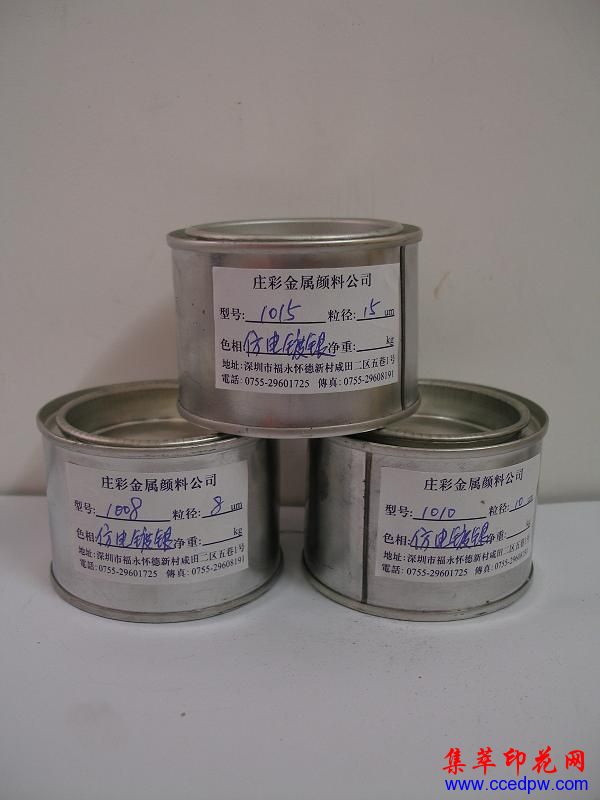 庄彩金属颜料公司
型号: 1015 粒径: 15 um
色相: 仿电镀银 净重: kg
地址: 深圳市福永怀德新村咸田二区五巷1号
電話: 0755-29601725 傳真: 0755-29608191
庄彩金属颜料公司
型号: 1008 粒径: 8 um
色相: 仿电镀银 净重: kg
地址: 深圳市福永怀德新村咸田二区五巷1号
電話: 0755-29601725 傳真: 0755-29608191
庄彩金属颜料公司
型号: 1010 粒径: 10 um
色相: 仿电镀银 净重: kg
地址: 深圳市福永怀德新村咸田二区五巷1号
電話: 0755-29601725 傳真: 0755-29608191
集萃印花网
www.ccedpw.com